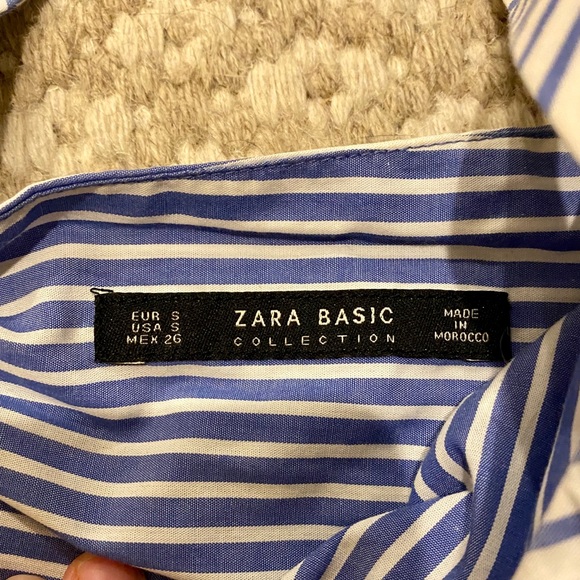 EUR S
USA S
MEX 26
ZARA BASIC
COLLECTION
MADE
IN
MOROCCO